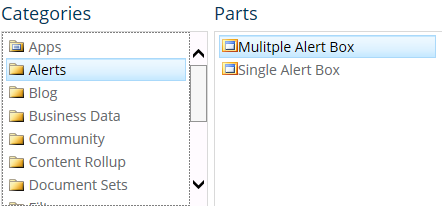 Categories
Apps
Alerts
Blog
Business Data
Community
Content Rollup
Document Sets
Parts
Mulitple Alert Box
Single Alert Box